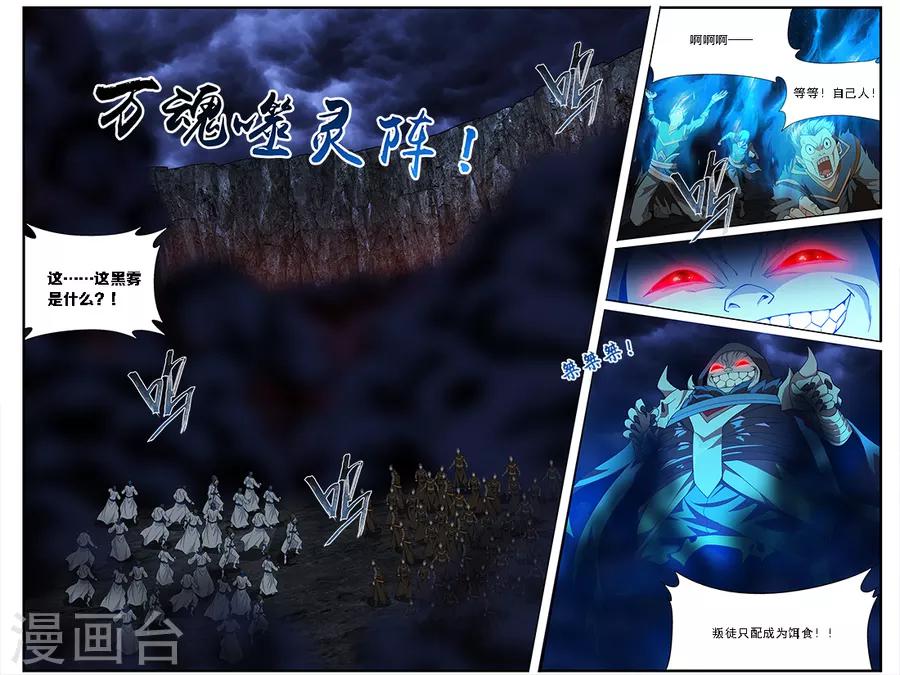 万魂噬灵阵！
这……这黑雾
是什么？！
呜
呜
呜
呜
啊啊啊——
等等！自己人！
桀桀桀！
叛徒只配成为饵食！！
漫画台